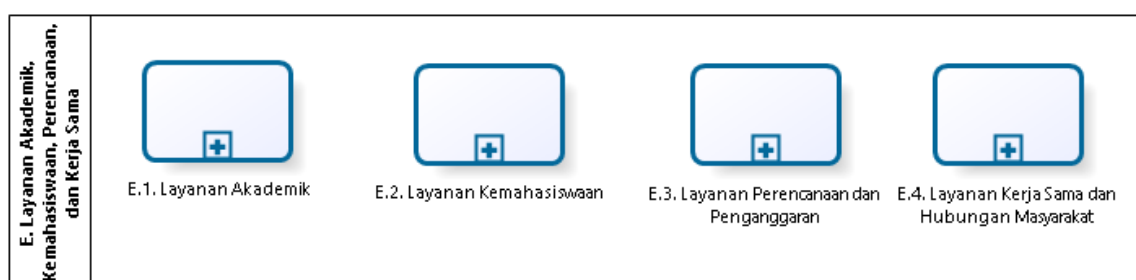 E. Layanan Akademik,
Kemahasiswaan, Perencanaan,
dan Kerja Sama
E.1. Layanan Akademik
E.2. Layanan Kemahasiswaan
E.3. Layanan Perencanaan dan
Penganggaran
E.4. Layanan Kerja Sama dan
Hubungan Masyarakat